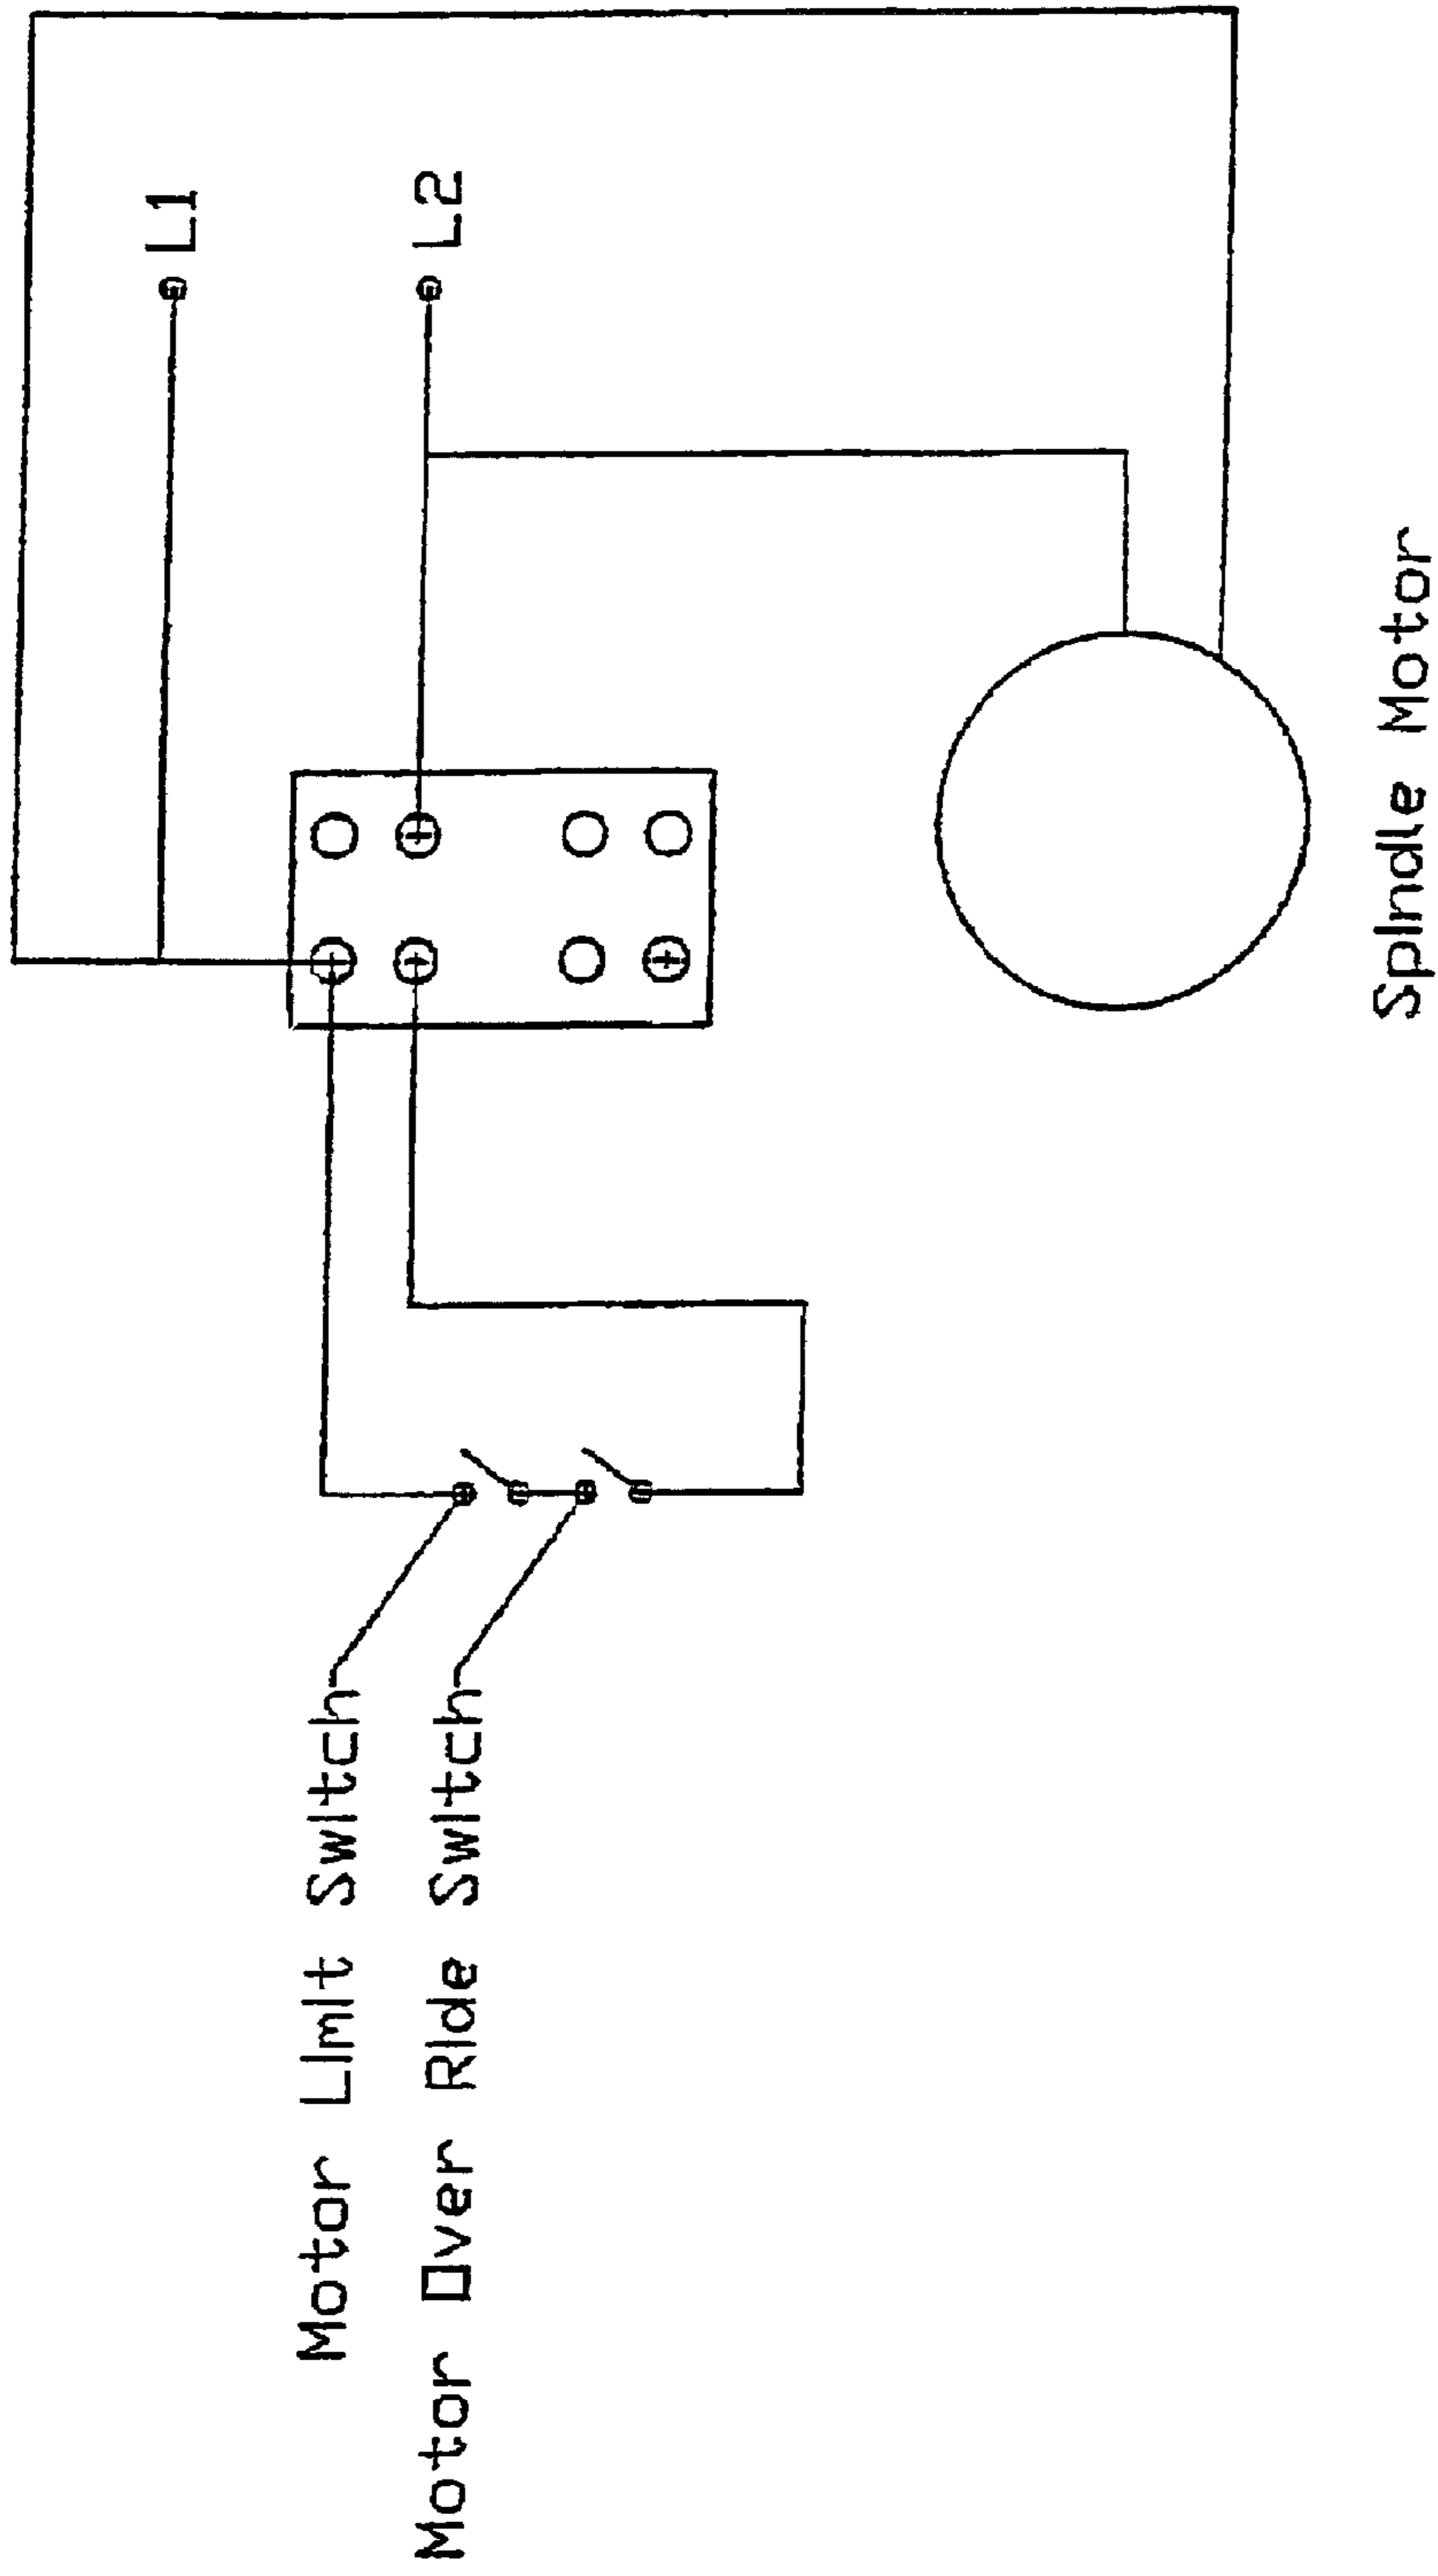 L1
L2
Motor Limit Switch
Motor Over Ride Switch
Spindle Motor